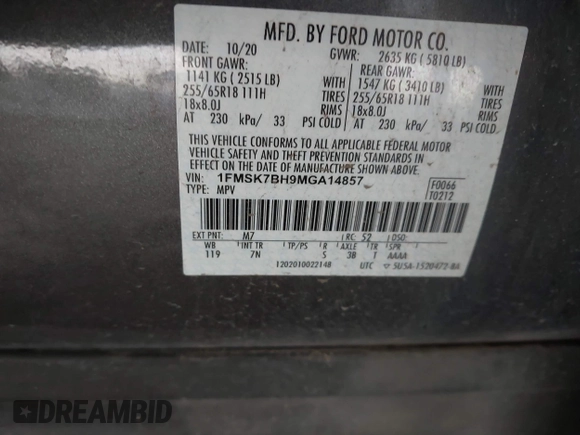 MFD. BY FORD MOTOR CO.
DATE: 10/20 GVWR: 2635 KG ( 5810 LB)
FRONT GAWR: REAR GAWR:
1141 KG ( 2515 LB) WITH 1547 KG ( 3410 LB) WITH
255/65R18 111H TIRES 255/65R18 111H TIRES
18x8.0J RIMS 18x8.0J RIMS
AT 230 kPa/ 33 PSI COLD AT 230 kPa/ 33 PSI COLD
THIS VEHICLE CONFORMS TO ALL APPLICABLE FEDERAL MOTOR
VEHICLE SAFETY AND THEFT PREVENTION STANDARDS IN
EFFECT ON THE DATE OF MANUFACTURE SHOWN ABOVE.
VIN: 1FMSK7BH9MGA14857 F0066
TYPE: MPV T0212
EXT PNT: M7 RC: 52 DSO:
WB INT TR TP/PS R AXLE TR SPR
119 7N S 3B 1 AAAA
1202010022148 UTC 5U5A-1520472-BA
DREAMBID